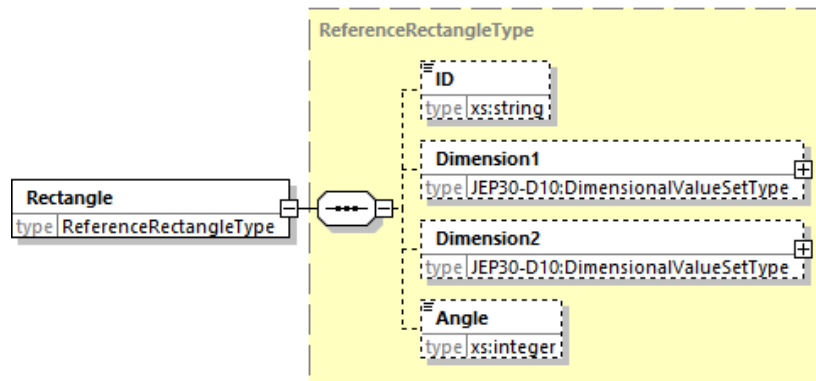 ReferenceRectangleType
ID
type xs:string
Dimension1
type JEP30-D10:DimensionalValueSetType
Rectangle
type ReferenceRectangleType
Dimension2
type JEP30-D10:DimensionalValueSetType
Angle
type xs:integer